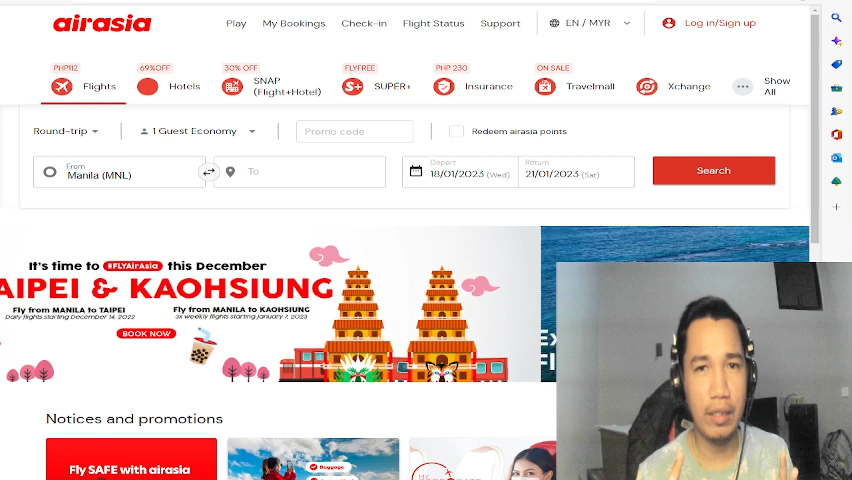 airasia
Play
My Bookings
Check-in
Flight Status
Support
EN / MYR
Log in/Sign up
PHP112
69%OFF
30% OFF
FLYFREE
PHP 230
ON SALE
Flights
Hotels
SNAP
(Flight+Hotel)
S+
SUPER+
Insurance
Travelmall
Xchange
Show
All
Round-trip
1 Guest Economy
Promo code
Redeem airasia points
From
Manila (MNL)
To
Depart
18/01/2023 (Wed)
Return
21/01/2023 (Sat)
Search
It's time to #FLYAirAsia this December
AIPEI & KAOHSIUNG
Fly from MANILA to TAIPEI
Daily flights starting December 14, 2022
Fly from MANILA to KAOHSIUNG
3x weekly flights starting January 7, 2023
BOOK NOW
Notices and promotions
Fly SAFE with airasia
Baggage
MY